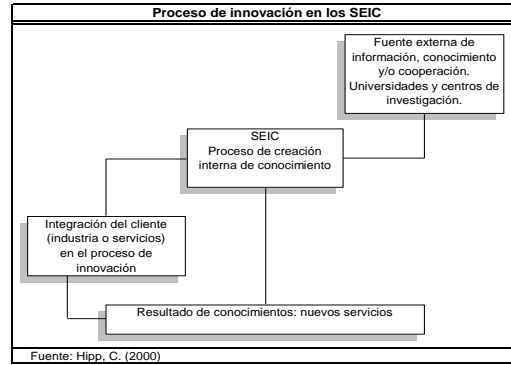 Proceso de innovación en los SEIC
Fuente externa de
información, conocimiento
y/o cooperación.
Universidades y centros de
investigación.
SEIC
Proceso de creación
interna de conocimiento
Integración del cliente
(industria o servicios)
en el proceso de
innovación
Resultado de conocimientos: nuevos servicios
Fuente: Hipp, C. (2000)